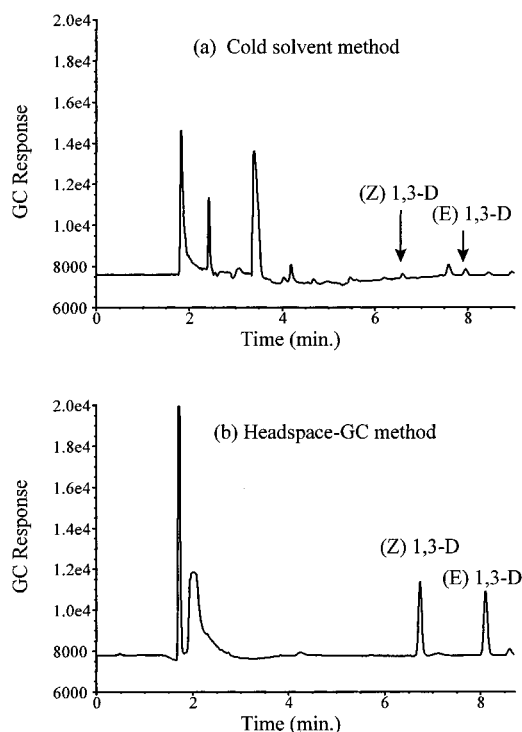 2.0e4
(a) Cold solvent method
1.8e4
1.6e4
1.4e4
1.2e4
1.0e4
8000
6000
GC Response
(Z) 1,3-D
(E) 1,3-D
0 2 4 6 8
Time (min.)
2.0e4
(b) Headspace-GC method
1.8e4
1.6e4
1.4e4
1.2e4
1.0e4
8000
6000
GC Response
(Z) 1,3-D
(E) 1,3-D
0 2 4 6 8
Time (min.)